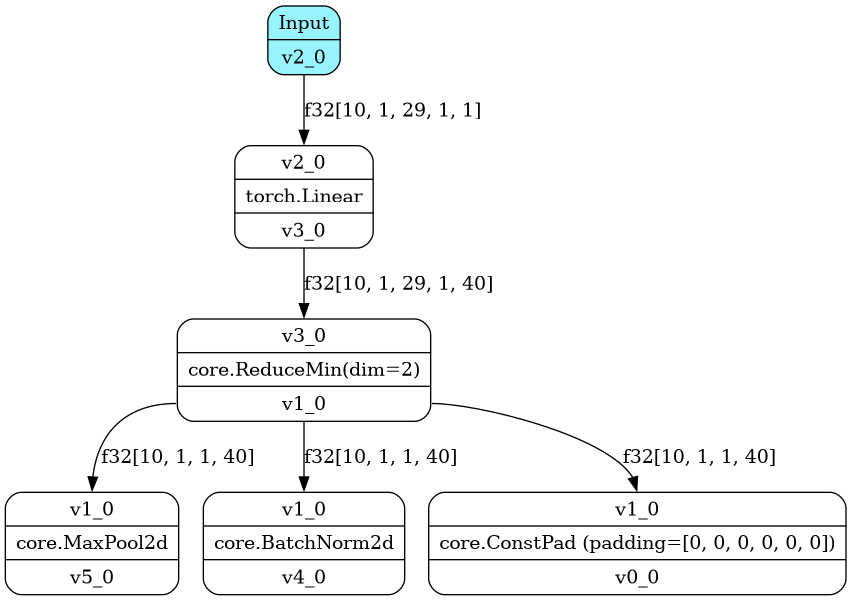 Input
v2_0
f32[10, 1, 29, 1, 1]
v2_0
torch.Linear
v3_0
f32[10, 1, 29, 1, 40]
v3_0
core.ReduceMin(dim=2)
v1_0
f32[10, 1, 1, 40]
f32[10, 1, 1, 40]
f32[10, 1, 1, 40]
v1_0
core.MaxPool2d
v5_0
v1_0
core.BatchNorm2d
v4_0
v1_0
core.ConstPad (padding=[0, 0, 0, 0, 0, 0])
v0_0